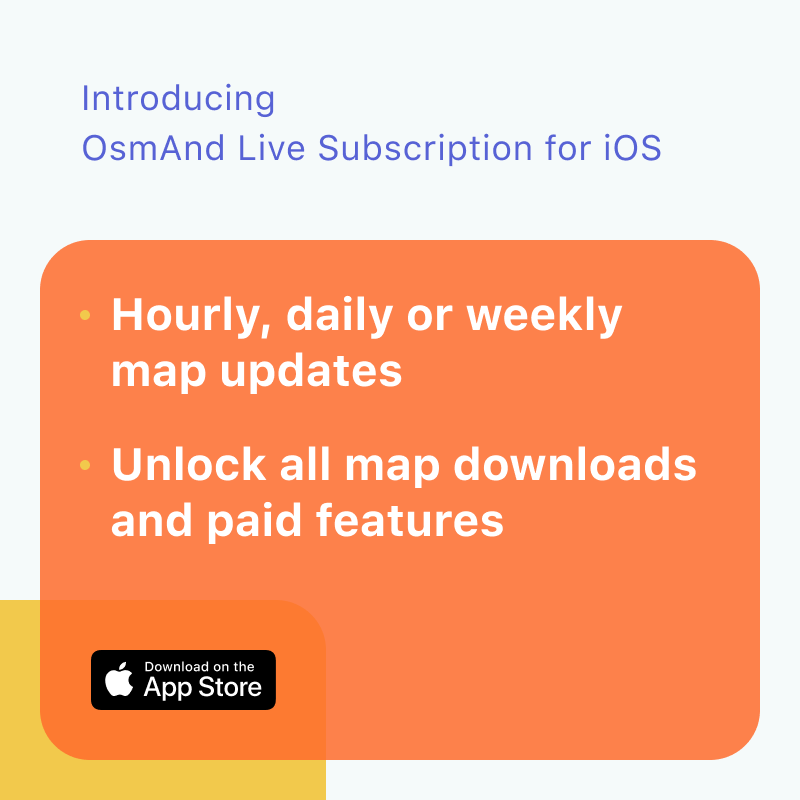 Introducing
OsmAnd Live Subscription for iOS
• Hourly, daily or weekly
map updates
• Unlock all map downloads
and paid features
Download on the
App Store